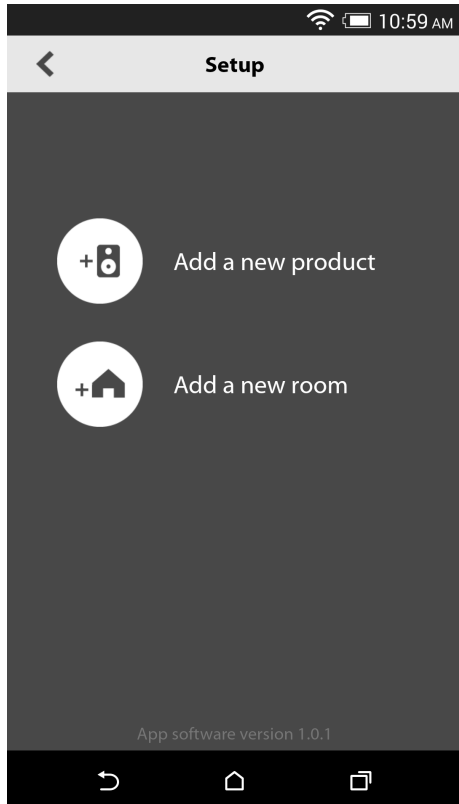 10:59 AM
Setup
Add a new product
Add a new room
App software version 1.0.1